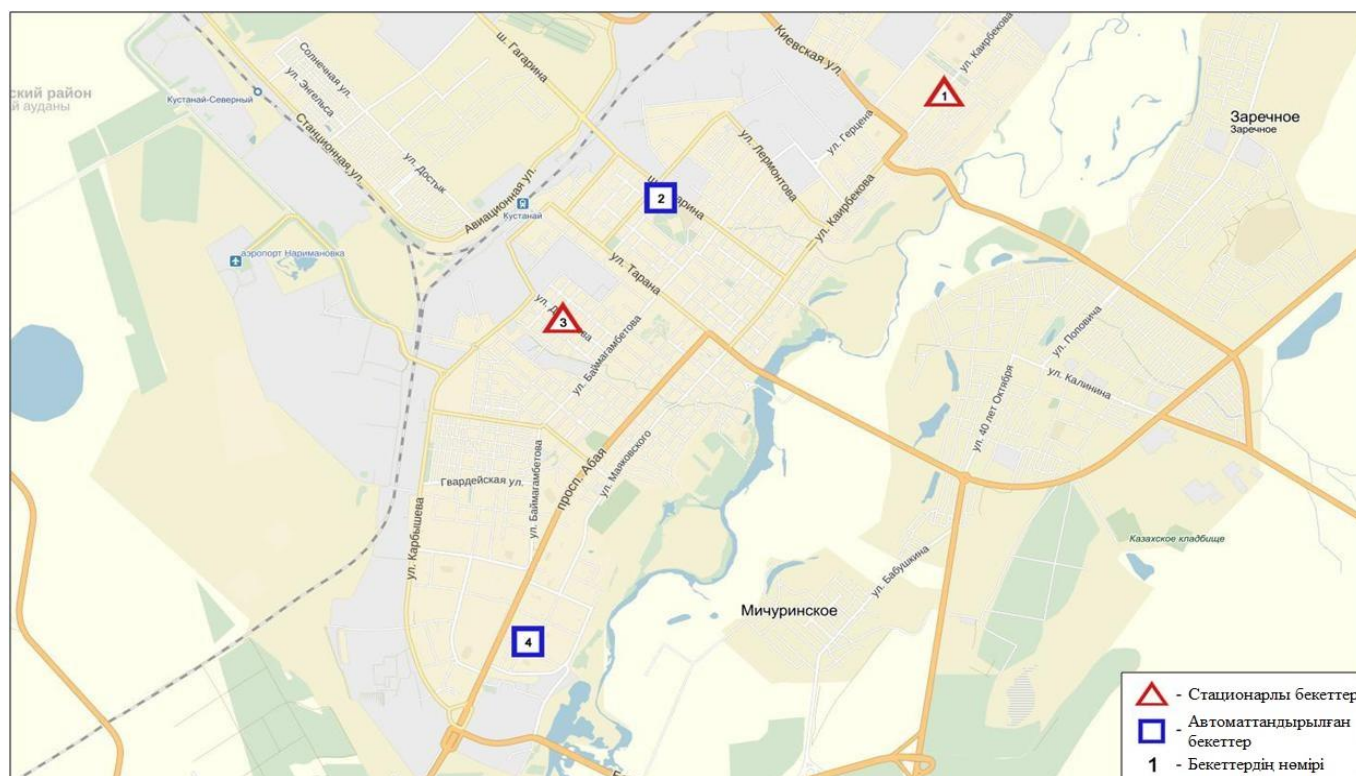 ский район
й ауданы
Кустанай-Северный
Солнечная ул.
ул. Энгельса
Станционная ул.
ул. Достык
ш. Гагарина
Авиационная ул.
Кустанай
аэропорт Наримановка
Киевская ул.
ул. Каирбекова
1
ул. Герцена
ул. Лермонтова
2
ул. Каирбекова
ул. Тарана
3
ул. Баймагамбетова
Заречное
Заречное
ул. Поповича
ул. Калинина
ул. 40 лет Октября
ул. Маяковского
просп. Абая
ул. Баймагамбетова
Гвардейская ул.
ул. Карбышева
Казахское кладбище
ул. Бабушкина
Мичуринское
4
- Стационарлы бекеттер
- Автоматтандырылған
бекеттер
1 - Бекеттердің нөмірі